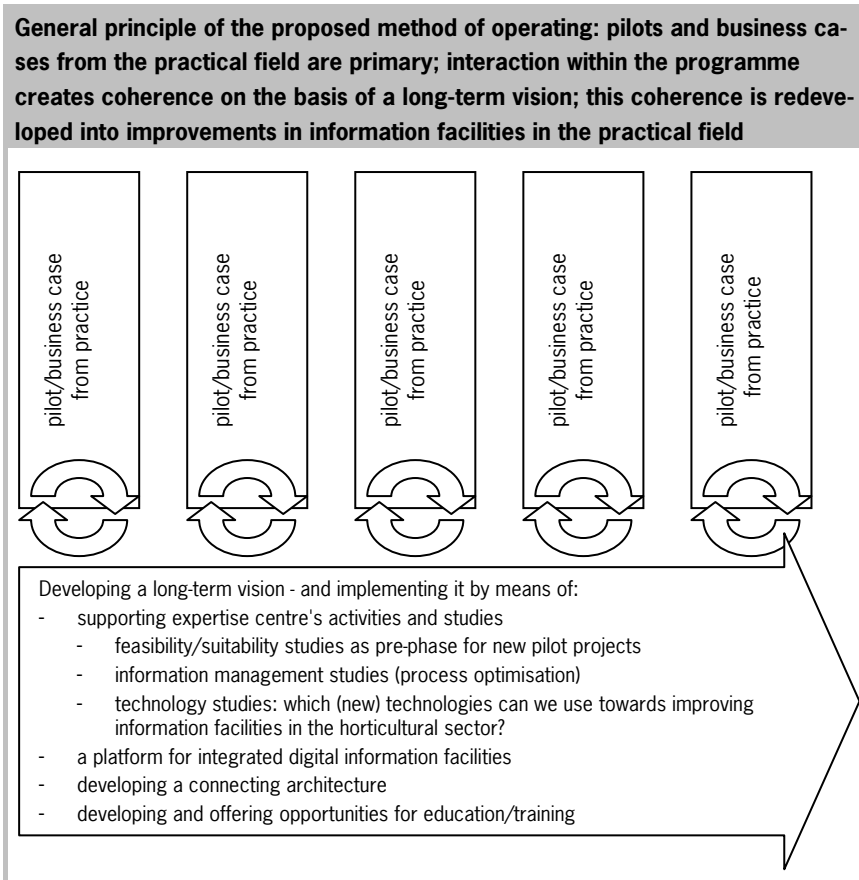 General principle of the proposed method of operating: pilots and business ca-
ses from the practical field are primary; interaction within the programme
creates coherence on the basis of a long-term vision; this coherence is redeve-
loped into improvements in information facilities in the practical field
pilot/business case
from practice
pilot/business case
from practice
pilot/business case
from practice
pilot/business case
from practice
pilot/business case
from practice
Developing a long-term vision - and implementing it by means of:
- supporting expertise centre's activities and studies
- feasibility/suitability studies as pre-phase for new pilot projects
- information management studies (process optimisation)
- technology studies: which (new) technologies can we use towards improving
information facilities in the horticultural sector?
- a platform for integrated digital information facilities
- developing a connecting architecture
- developing and offering opportunities for education/training